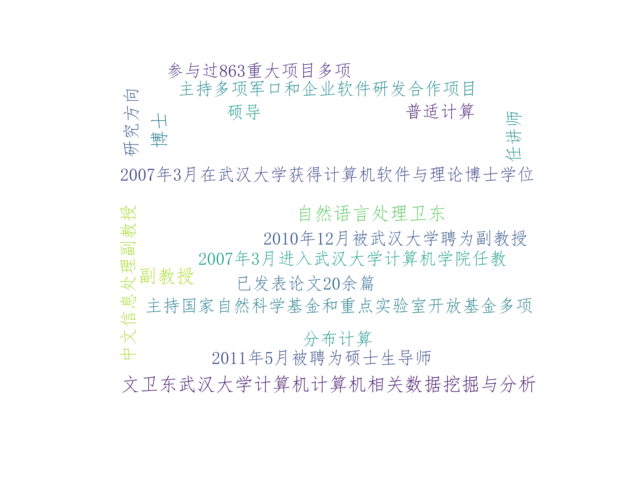 参与过863重大项目多项
主持多项军口和企业软件研发合作项目
研究方向
博士
硕导
普适计算
任讲师
2007年3月在武汉大学获得计算机软件与理论博士学位
中文信息处理副教授
自然语言处理卫东
2010年12月被武汉大学聘为副教授
2007年3月进入武汉大学计算机学院任教
副教授
已发表论文20余篇
主持国家自然科学基金和重点实验室开放基金多项
分布计算
2011年5月被聘为硕士生导师
文卫东武汉大学计算机计算机相关数据挖掘与分析